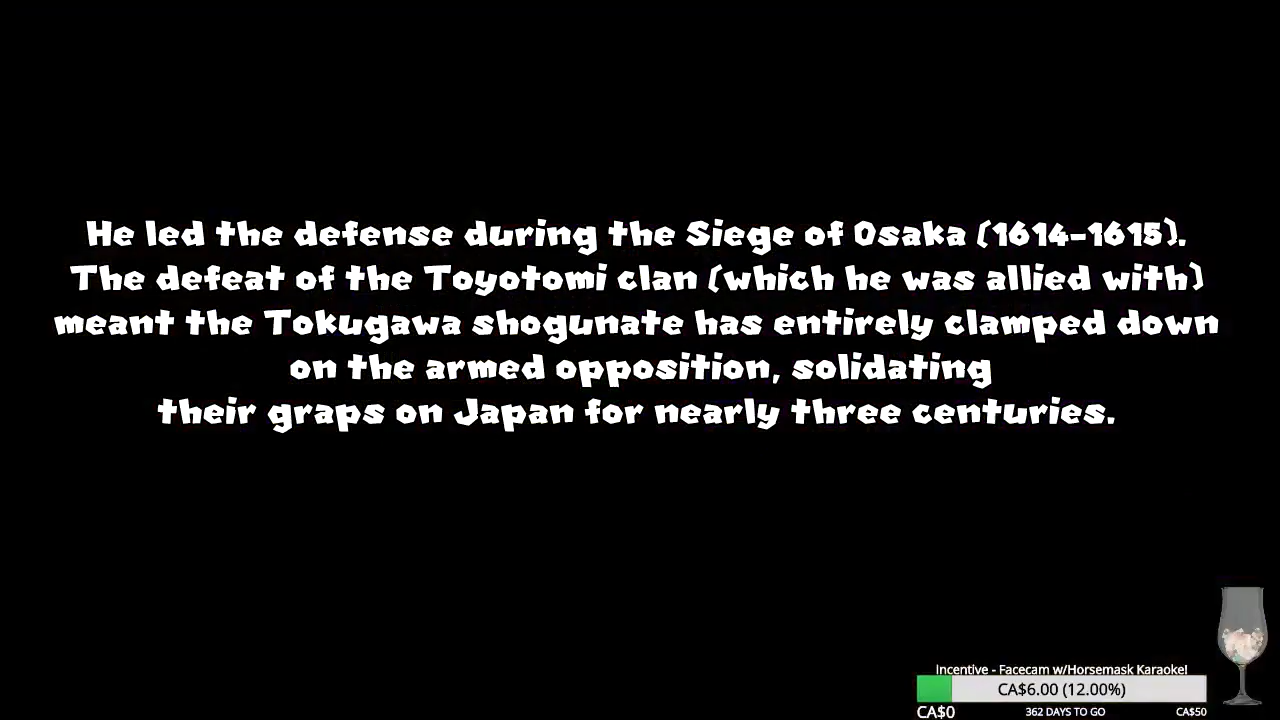 He led the defense during the Siege of Osaka (1614-1615).
The defeat of the Toyotomi clan (which he was allied with)
meant the Tokugawa shogunate has entirely clamped down
on the armed opposition, solidating
their graps on Japan for nearly three centuries.
Incentive - Facecam w/Horsemask Karaoke!
CA$6.00 (12.00%)
CA$0 362 DAYS TO GO CA$50